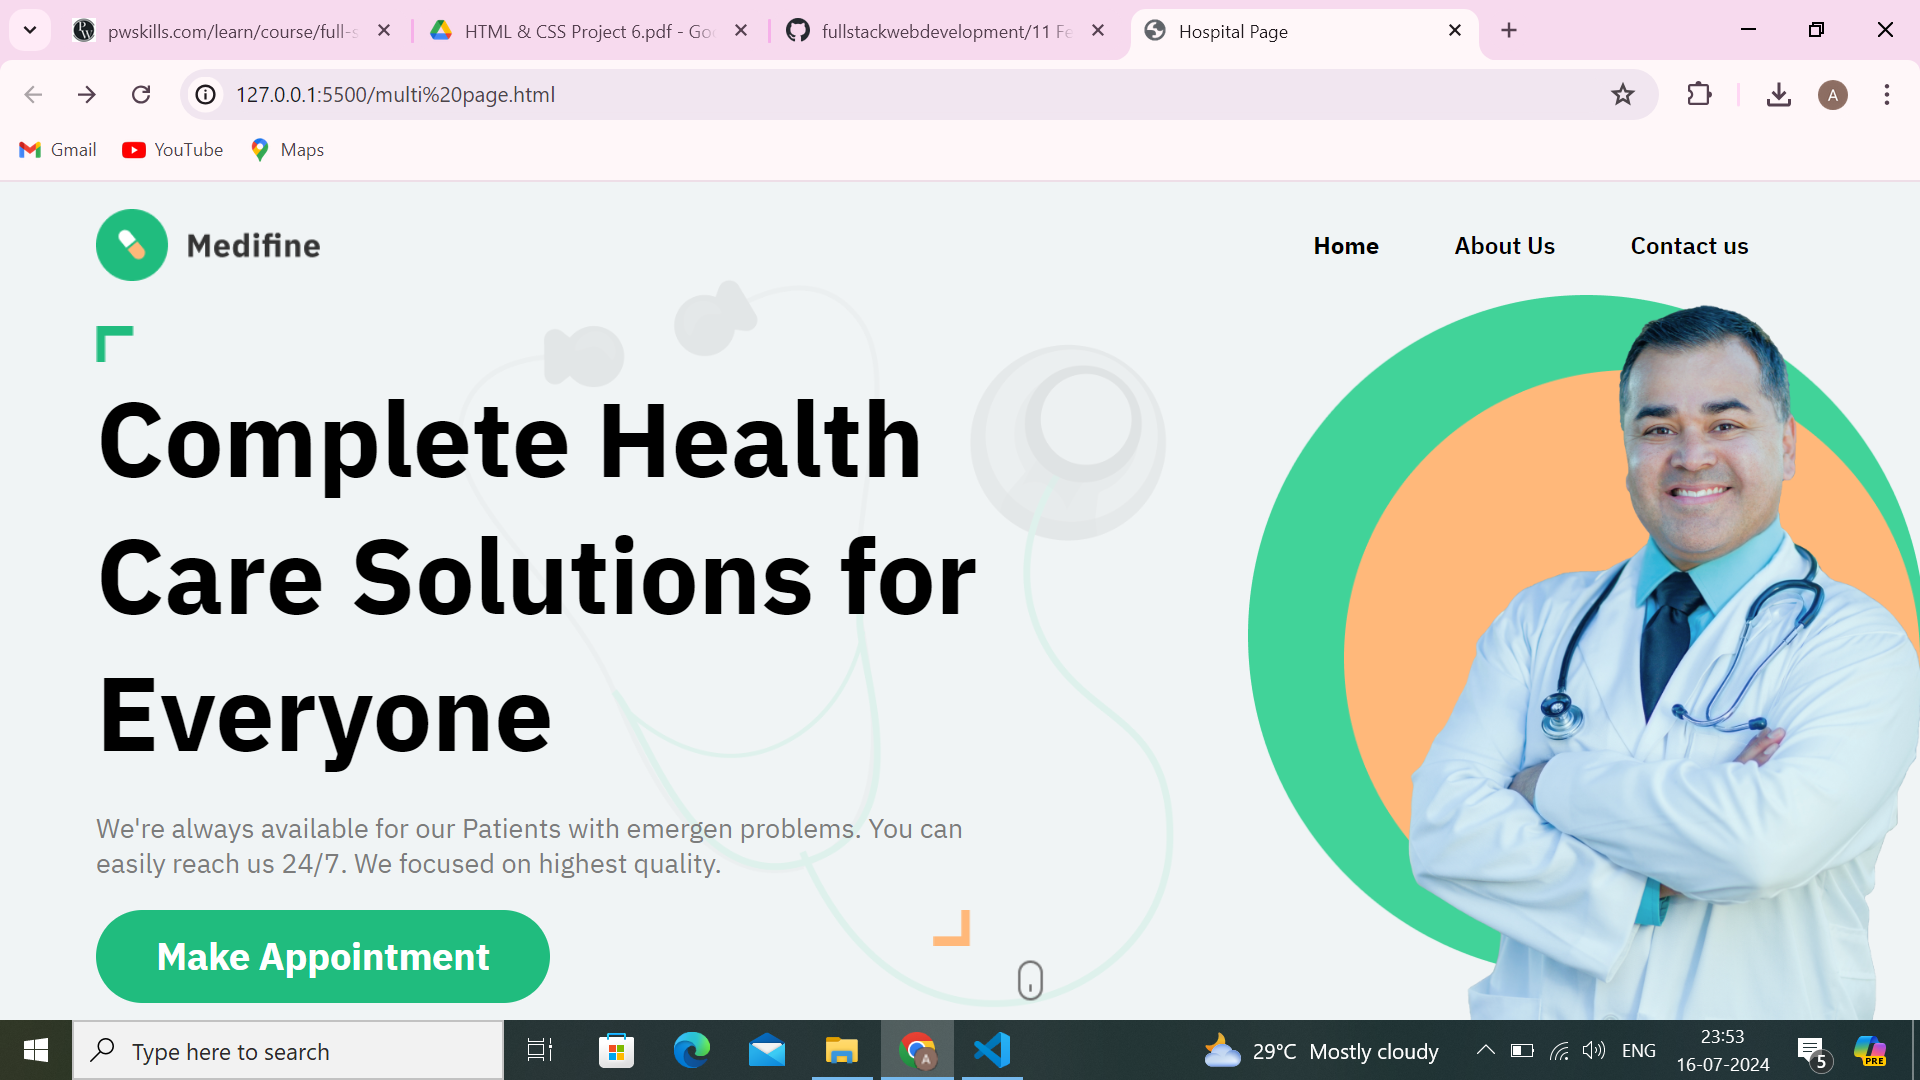 pwskills.com/learn/course/full-s
HTML & CSS Project 6.pdf - Goo
fullstackwebdevelopment/11 Fe
Hospital Page
127.0.0.1:5500/multi%20page.html
A
Gmail
YouTube
Maps
Medifine
Home
About Us
Contact us
Complete Health
Care Solutions for
Everyone
We're always available for our Patients with emergen problems. You can
easily reach us 24/7. We focused on highest quality.
Make Appointment
Type here to search
A
29°C Mostly cloudy
ENG
23:53
16-07-2024
5
PRE